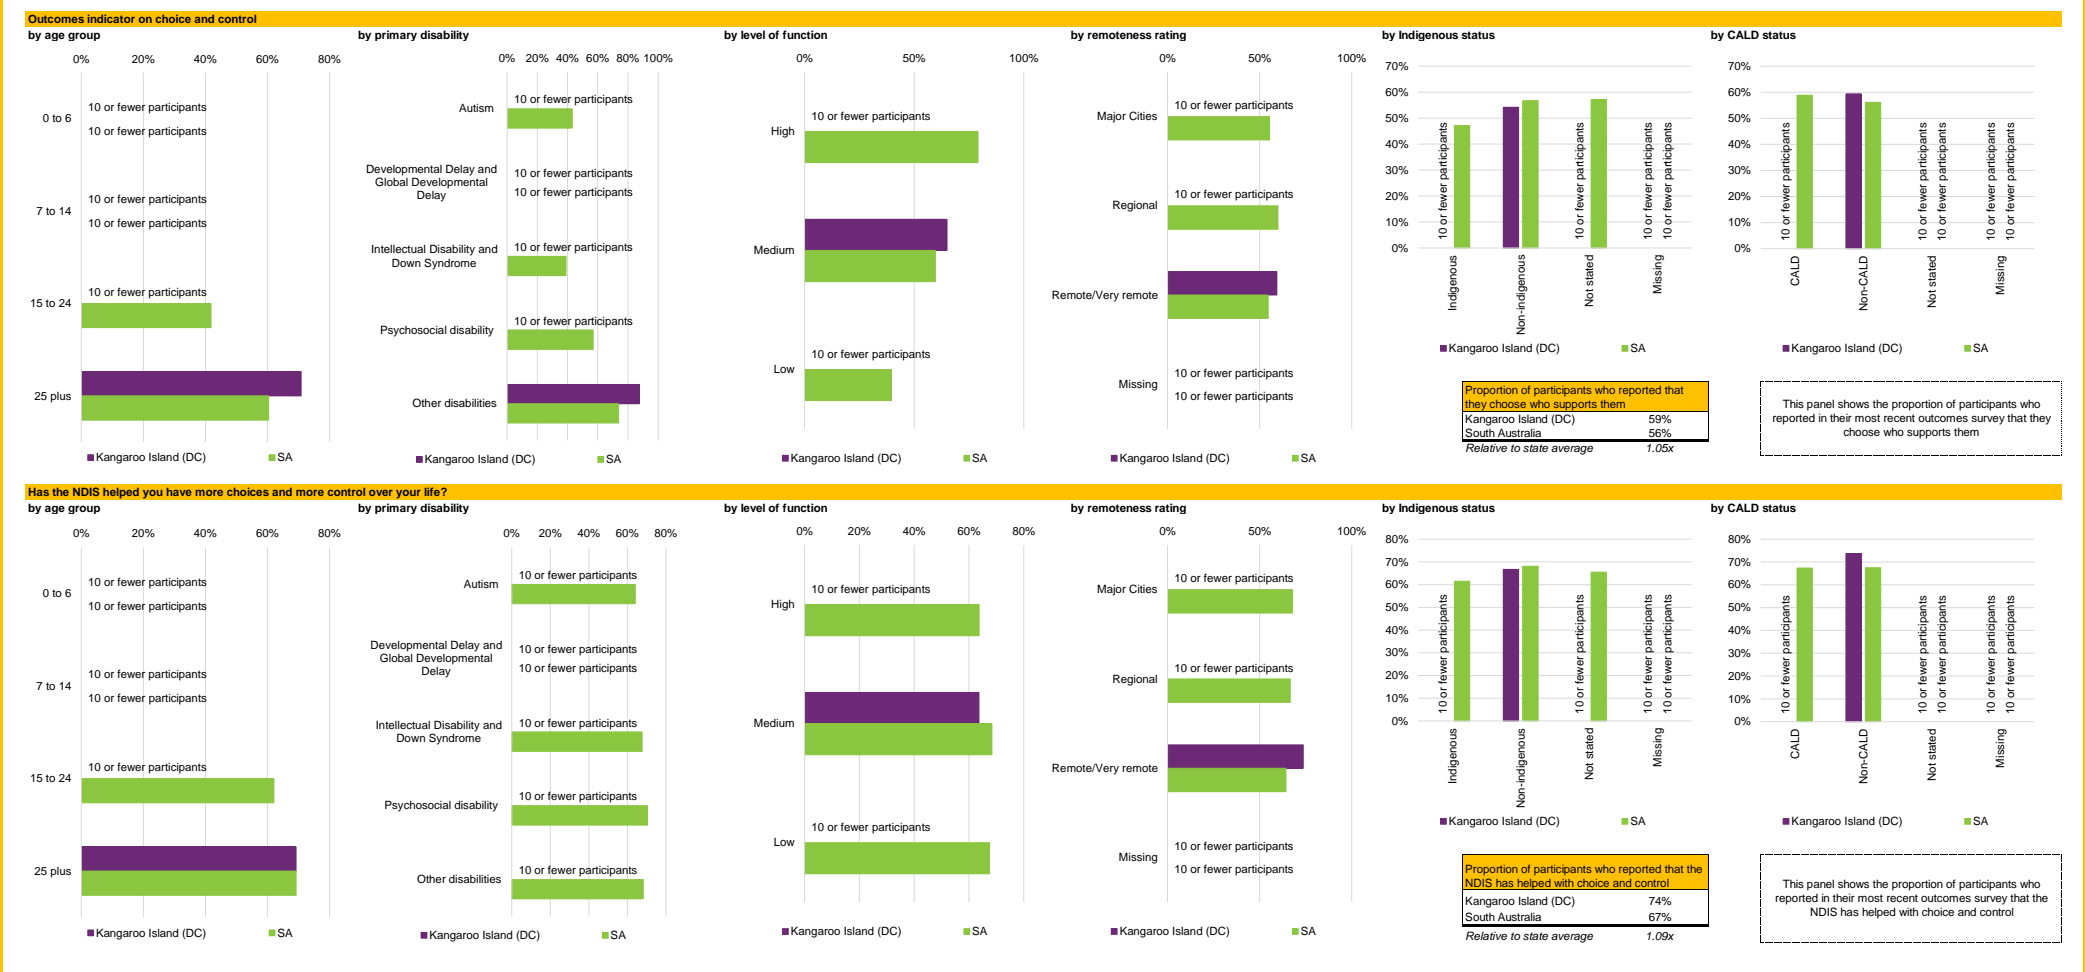 Outcomes indicator on choice and control
by age group
0% 20% 40% 60% 80%
0 to 6
10 or fewer participants
10 or fewer participants
7 to 14
10 or fewer participants
10 or fewer participants
15 to 24
10 or fewer participants
25 plus
Kangaroo Island (DC) SA
by primary disability
0% 20% 40% 60% 80% 100%
Autism
10 or fewer participants
Developmental Delay and
Global Developmental
Delay
10 or fewer participants
10 or fewer participants
Intellectual Disability and
Down Syndrome
10 or fewer participants
Psychosocial disability
10 or fewer participants
Other disabilities
Kangaroo Island (DC) SA
by level of function
0% 50% 100%
High
10 or fewer participants
Medium
Low
10 or fewer participants
Kangaroo Island (DC) SA
by remoteness rating
0% 50% 100%
Major Cities
10 or fewer participants
Regional
10 or fewer participants
Remote/Very remote
Missing
10 or fewer participants
10 or fewer participants
Kangaroo Island (DC) SA
by Indigenous status
70%
60%
50%
40%
30%
20%
10%
0%
10 or fewer participants
10 or fewer participants
10 or fewer participants
10 or fewer participants
Indigenous
Non-indigenous
Not stated
Missing
Kangaroo Island (DC) SA
by CALD status
70%
60%
50%
40%
30%
20%
10%
0%
10 or fewer participants
10 or fewer participants
10 or fewer participants
10 or fewer participants
10 or fewer participants
CALD
Non-CALD
Not stated
Missing
Kangaroo Island (DC) SA
Proportion of participants who reported that
they choose who supports them
Kangaroo Island (DC) 59%
South Australia 56%
Relative to state average 1.05x
This panel shows the proportion of participants who
reported in their most recent outcomes survey that they
choose who supports them
Has the NDIS helped you have more choices and more control over your life?
by age group
0% 20% 40% 60% 80%
0 to 6
10 or fewer participants
10 or fewer participants
7 to 14
10 or fewer participants
10 or fewer participants
15 to 24
10 or fewer participants
25 plus
Kangaroo Island (DC) SA
by primary disability
0% 20% 40% 60% 80%
Autism
10 or fewer participants
Developmental Delay and
Global Developmental
Delay
10 or fewer participants
10 or fewer participants
Intellectual Disability and
Down Syndrome
10 or fewer participants
Psychosocial disability
10 or fewer participants
Other disabilities
10 or fewer participants
Kangaroo Island (DC) SA
by level of function
0% 20% 40% 60% 80%
High
10 or fewer participants
Medium
Low
10 or fewer participants
Kangaroo Island (DC) SA
by remoteness rating
0% 50% 100%
Major Cities
10 or fewer participants
Regional
10 or fewer participants
Remote/Very remote
Missing
10 or fewer participants
10 or fewer participants
Kangaroo Island (DC) SA
by Indigenous status
80%
70%
60%
50%
40%
30%
20%
10%
0%
10 or fewer participants
10 or fewer participants
10 or fewer participants
10 or fewer participants
Indigenous
Non-indigenous
Not stated
Missing
Kangaroo Island (DC) SA
by CALD status
80%
70%
60%
50%
40%
30%
20%
10%
0%
10 or fewer participants
10 or fewer participants
10 or fewer participants
10 or fewer participants
10 or fewer participants
CALD
Non-CALD
Not stated
Missing
Kangaroo Island (DC) SA
Proportion of participants who reported that the
NDIS has helped with choice and control
Kangaroo Island (DC) 74%
South Australia 67%
Relative to state average 1.09x
This panel shows the proportion of participants who
reported in their most recent outcomes survey that the
NDIS has helped with choice and control